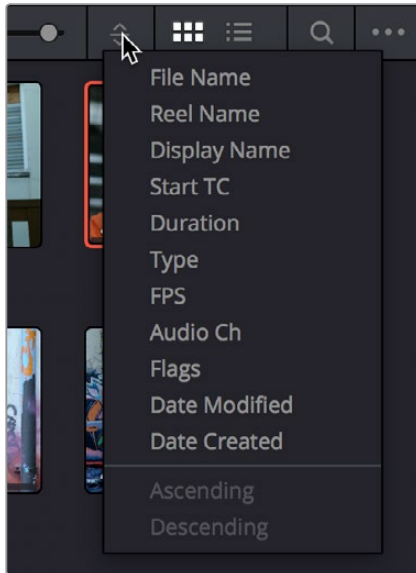 File Name
Reel Name
Display Name
Start TC
Duration
Type
FPS
Audio Ch
Flags
Date Modified
Date Created
Ascending
Descending